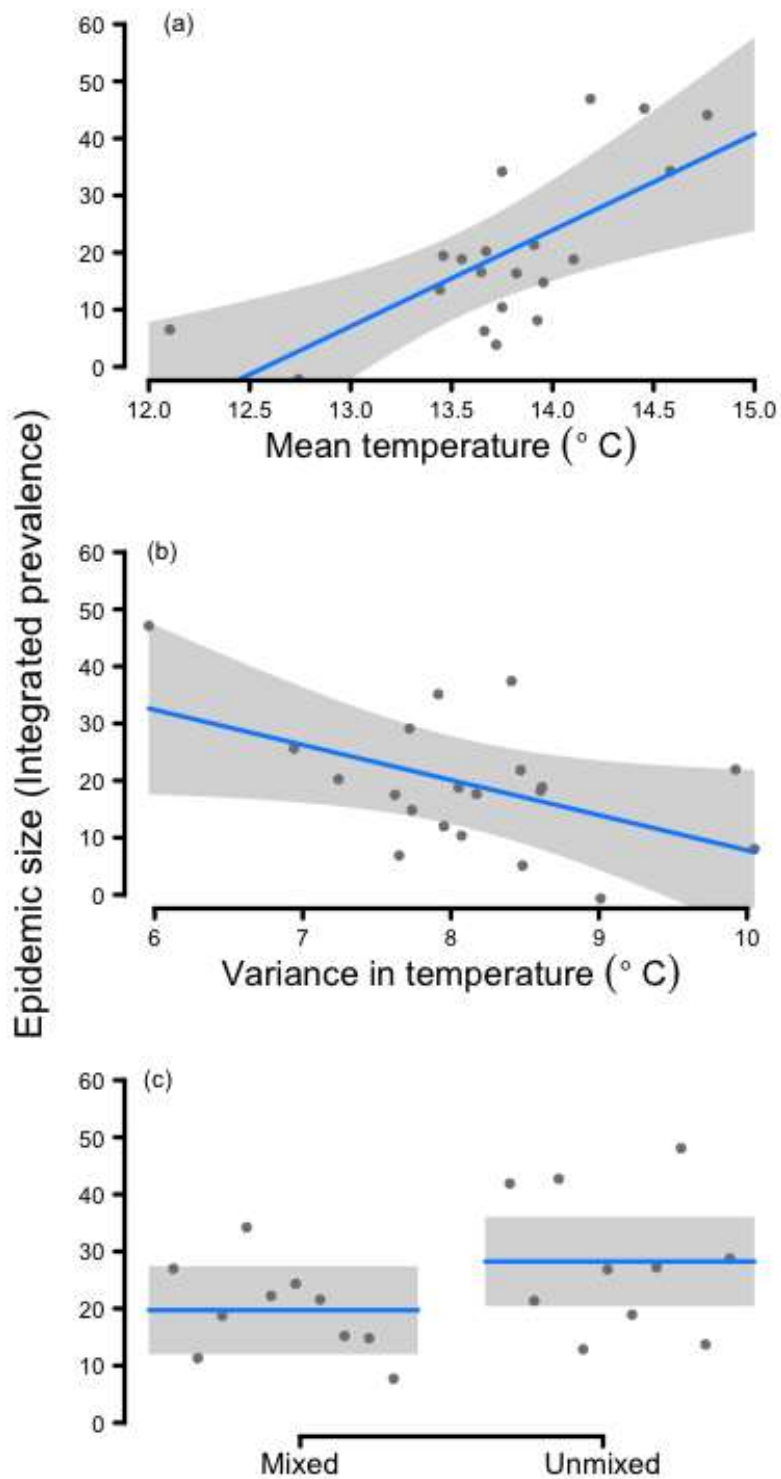 Epidemic size (Integrated prevalence)
(a)
60
50
40
30
20
10
0
12.0 12.5 13.0 13.5 14.0 14.5 15.0
Mean temperature (° C)
(b)
60
50
40
30
20
10
0
6 7 8 9 10
Variance in temperature (° C)
(c)
60
50
40
30
20
10
0
Mixed Unmixed